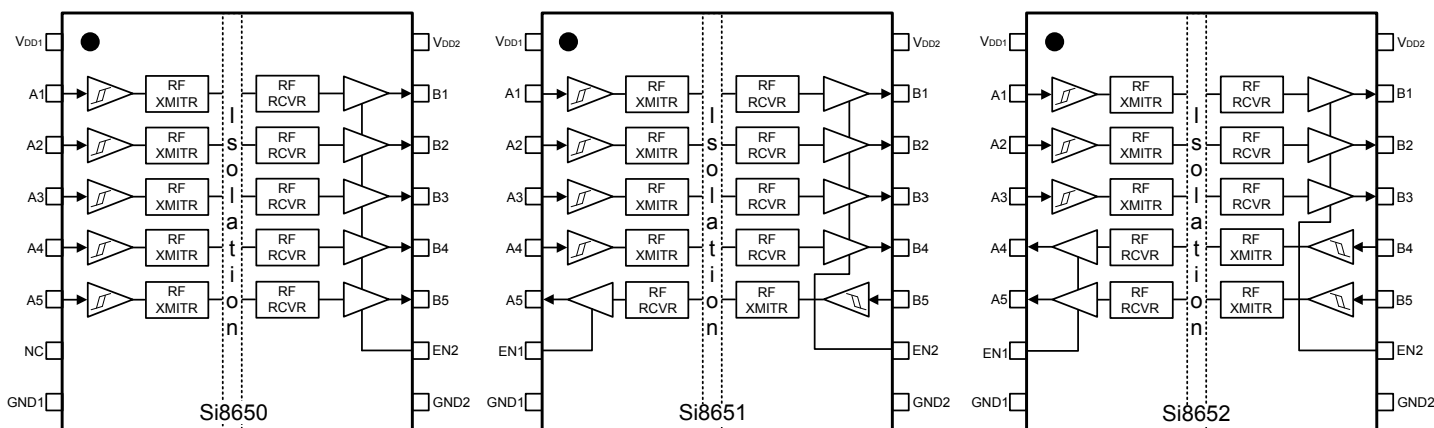 VDD1
A1
A2
A3
A4
A5
NC
GND1
RF XMITR
RF XMITR
RF XMITR
RF XMITR
RF XMITR
Isolation
RF RCVR
RF RCVR
RF RCVR
RF RCVR
RF RCVR
VDD2
B1
B2
B3
B4
B5
EN2
GND2
Si8650
VDD1
A1
A2
A3
A4
A5
EN1
GND1
RF XMITR
RF XMITR
RF XMITR
RF XMITR
RF RCVR
Isolation
RF RCVR
RF RCVR
RF RCVR
RF RCVR
RF XMITR
VDD2
B1
B2
B3
B4
B5
EN2
GND2
Si8651
VDD1
A1
A2
A3
A4
A5
EN1
GND1
RF XMITR
RF XMITR
RF XMITR
RF RCVR
RF RCVR
Isolation
RF RCVR
RF RCVR
RF RCVR
RF XMITR
RF XMITR
VDD2
B1
B2
B3
B4
B5
EN2
GND2
Si8652